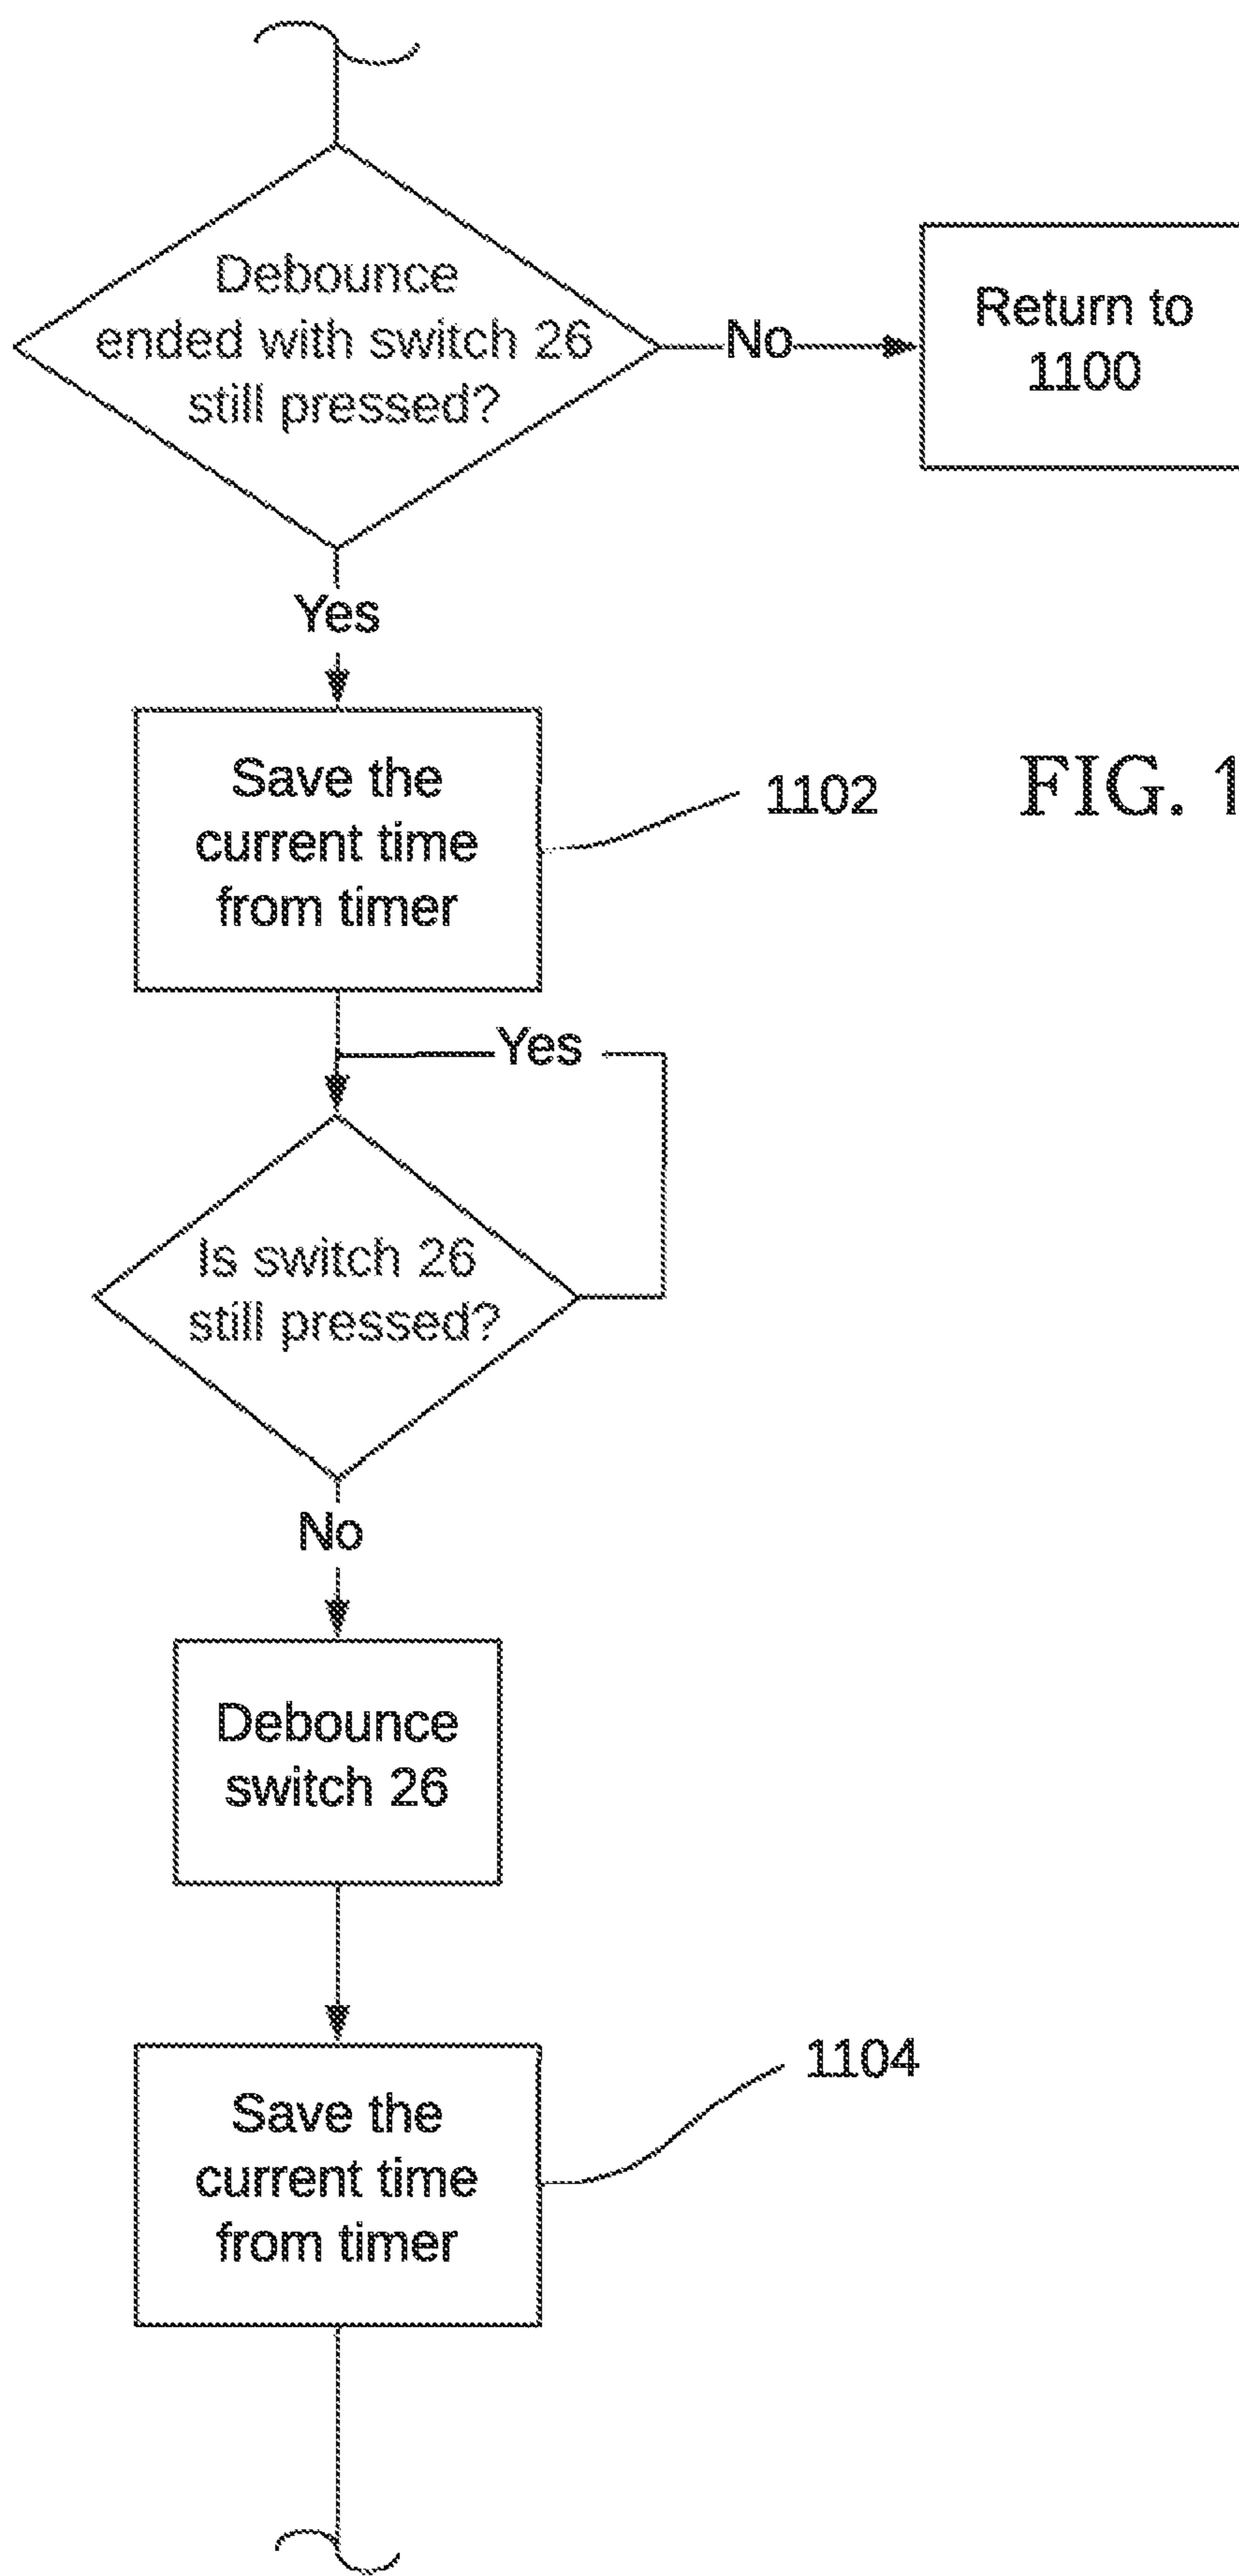 Debounce
ended with switch 26
still pressed?
No
Return to
1100
Yes
Save the
current time
from timer
1102
FIG. 1
Yes
Is switch 26
still pressed?
No
Debounce
switch 26
Save the
current time
from timer
1104